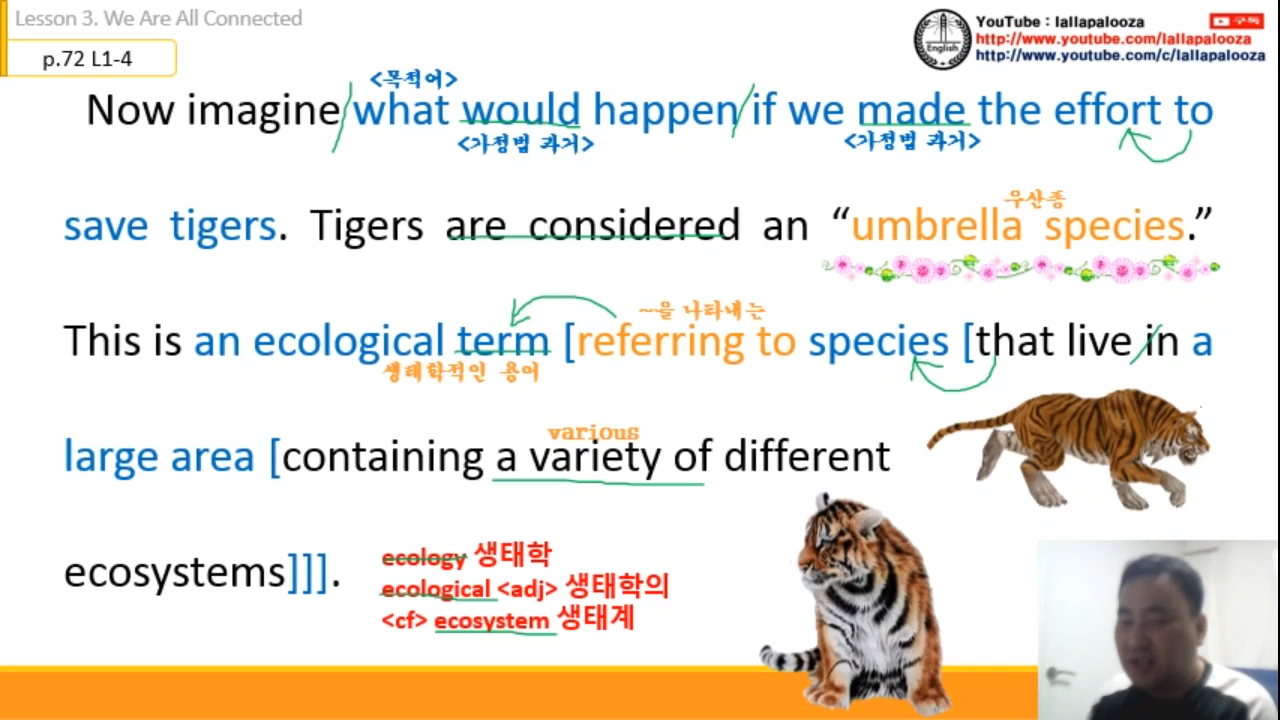 Lesson 3. We Are All Connected
YouTube : lallapalooza
구독
http://www.youtube.com/lallapalooza
http://www.youtube.com/c/lallapalooza
English
p.72 L1-4
<목적어>
Now imagine what would happen if we made the effort to
<가정법 과거> <가정법 과거>
우산종
save tigers. Tigers are considered an “umbrella species.”
~을 나타내는
This is an ecological term [referring to species [that live in a
생태학적인 용어
various
large area [containing a variety of different
ecosystems]]].
ecology 생태학
ecological <adj> 생태학의
<cf> ecosystem 생태계